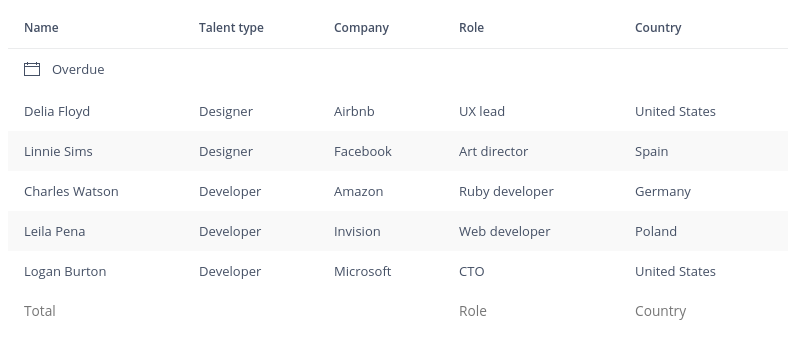 Name Talent type Company Role Country
Overdue
Delia Floyd Designer Airbnb UX lead United States
Linnie Sims Designer Facebook Art director Spain
Charles Watson Developer Amazon Ruby developer Germany
Leila Pena Developer Invision Web developer Poland
Logan Burton Developer Microsoft CTO United States
Total Role Country